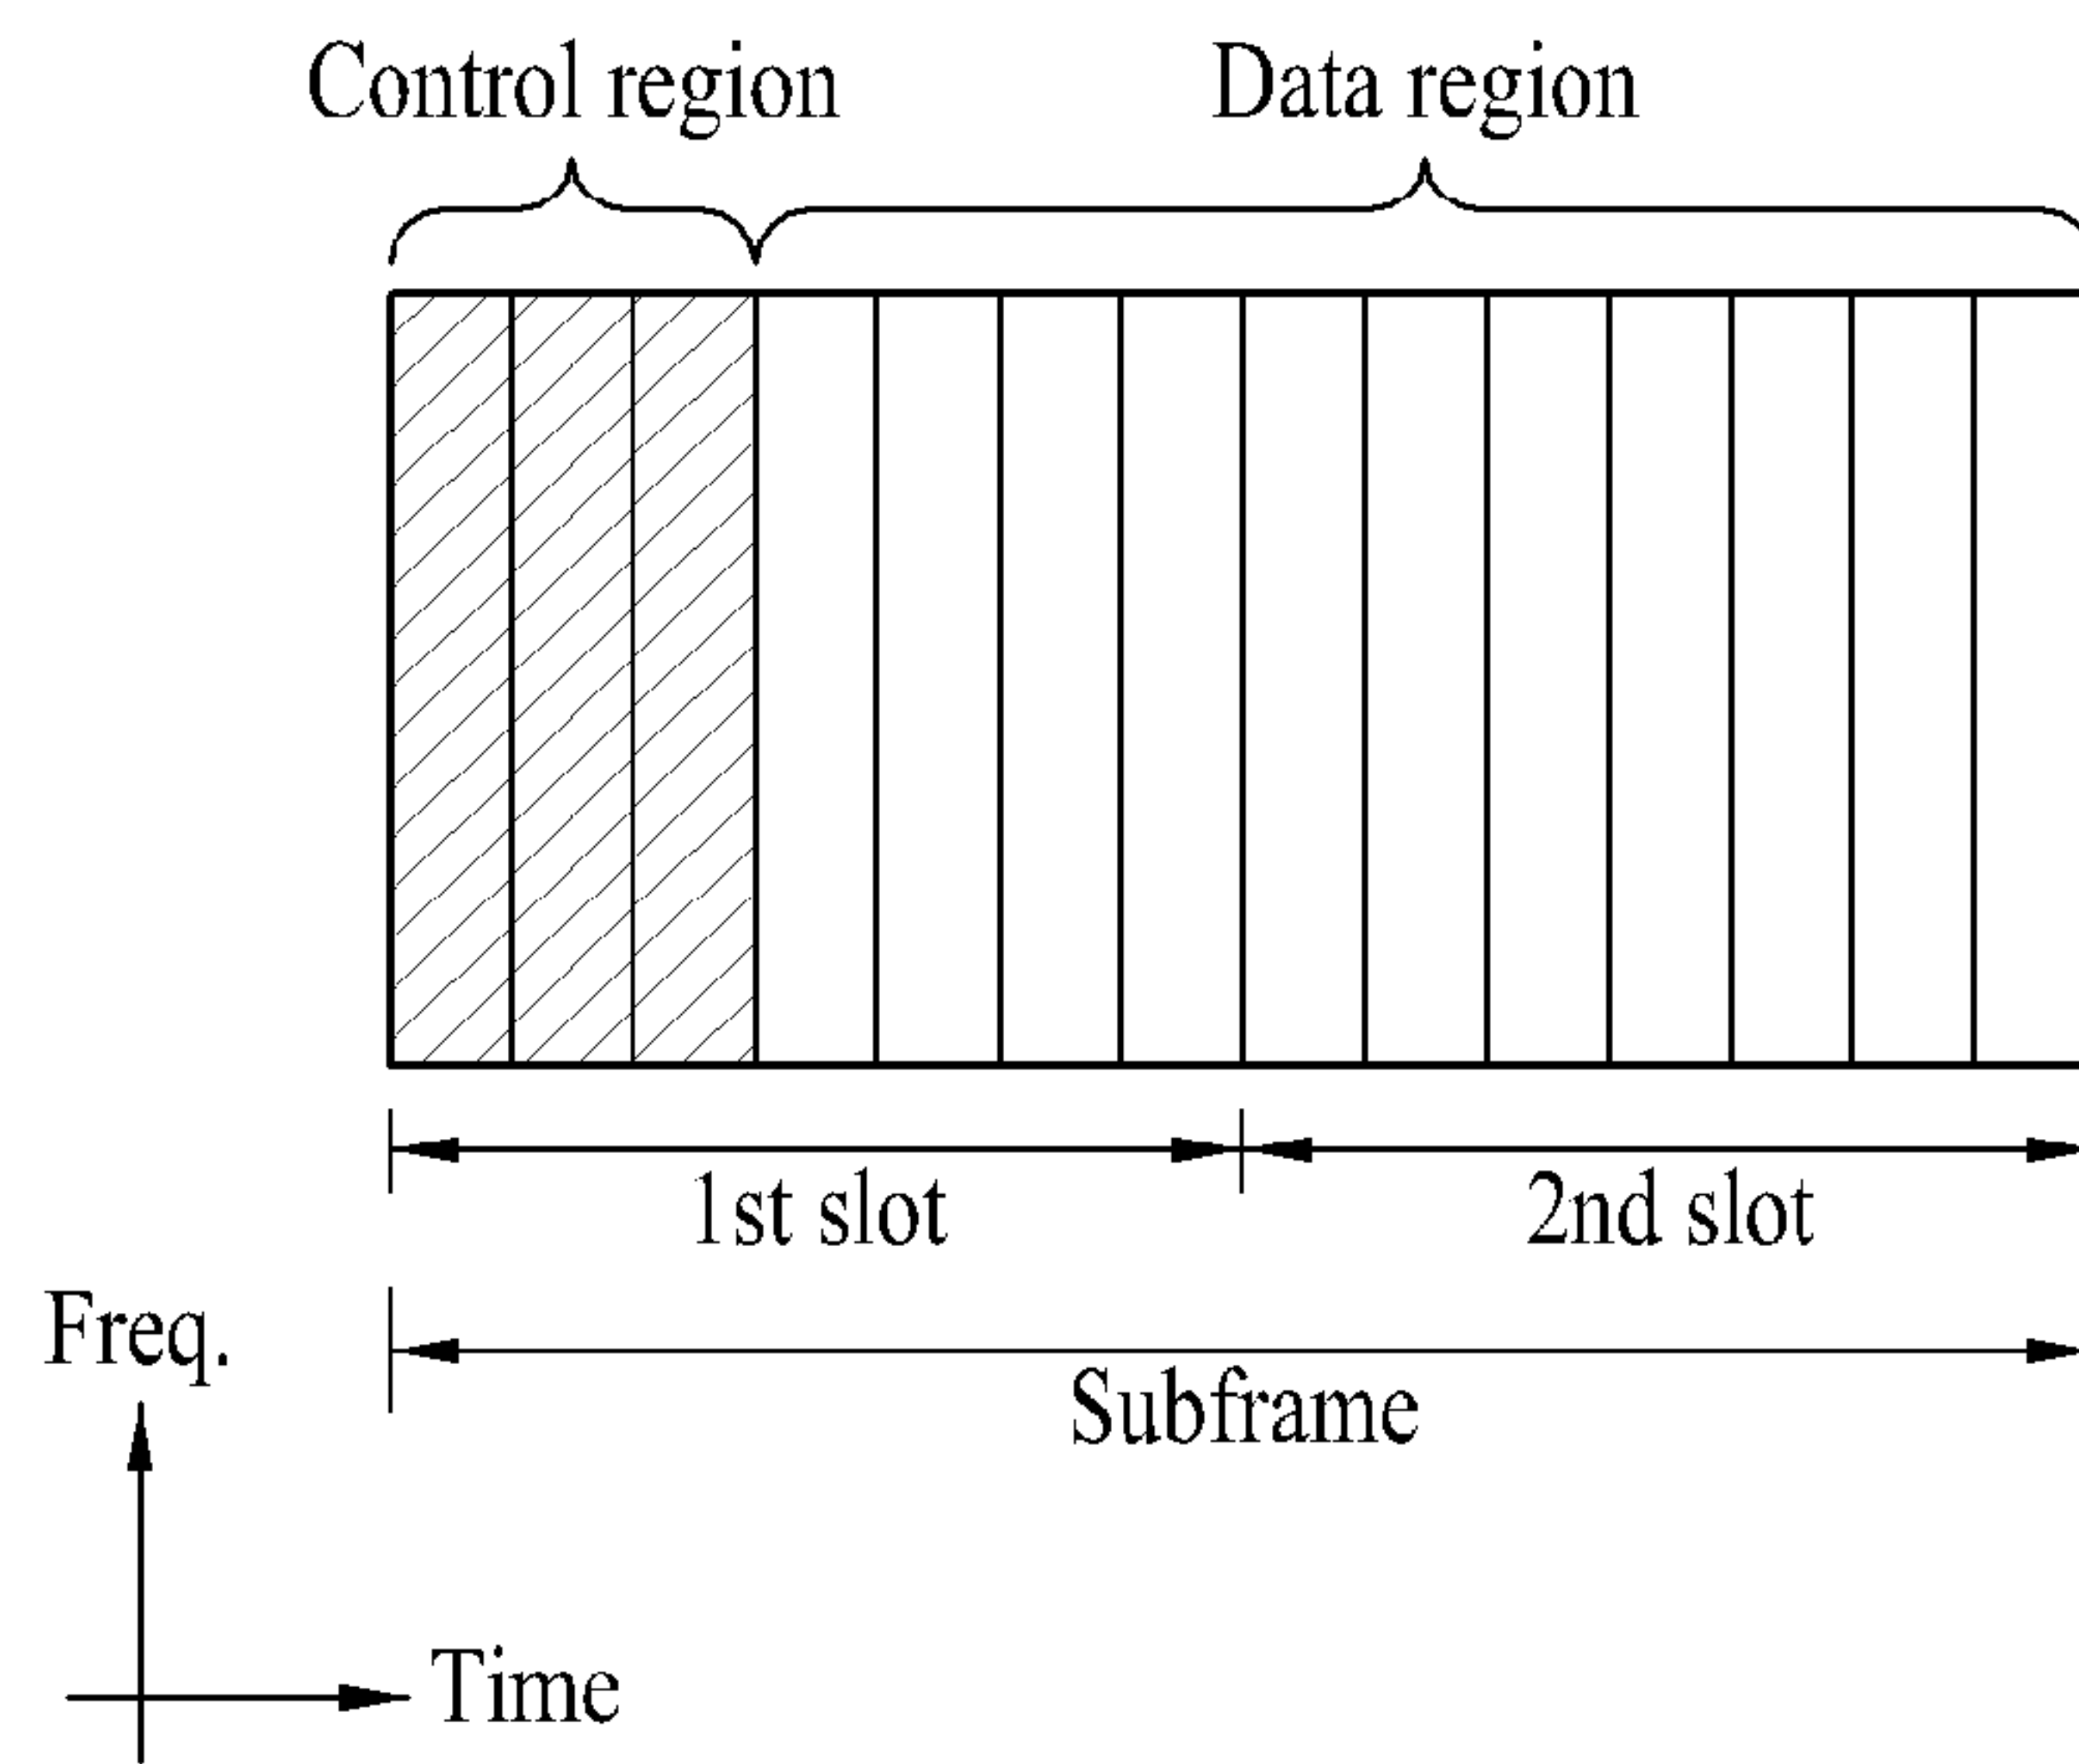 Control region
Data region
1st slot
2nd slot
Subframe
Freq.
Time